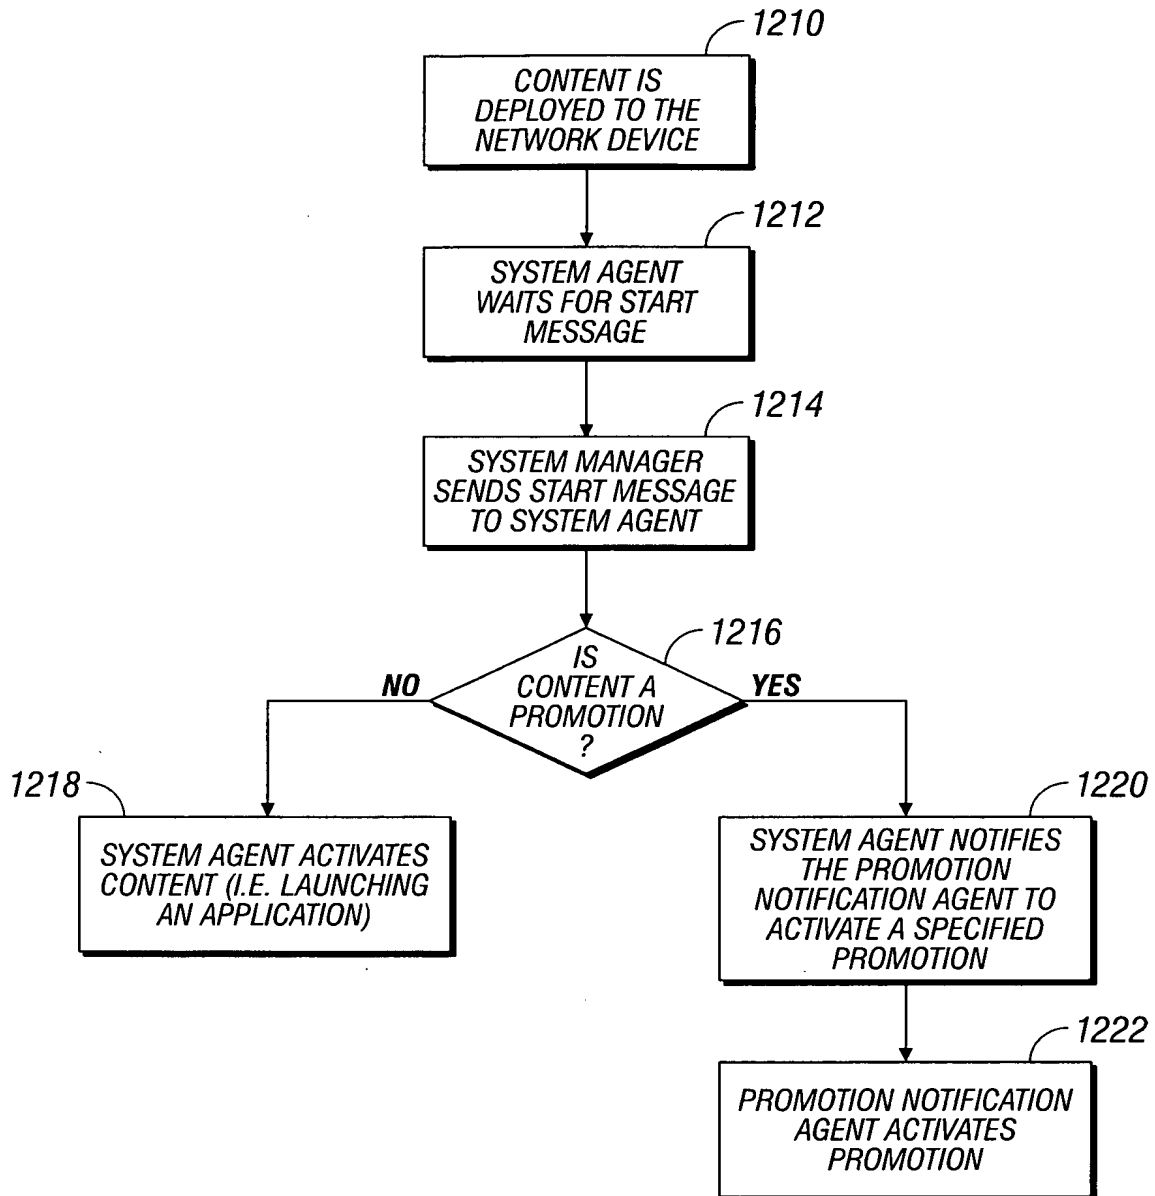 1210
CONTENT IS
DEPLOYED TO THE
NETWORK DEVICE
1212
SYSTEM AGENT
WAITS FOR START
MESSAGE
1214
SYSTEM MANAGER
SENDS START MESSAGE
TO SYSTEM AGENT
1216
IS
CONTENT A
PROMOTION
?
NO
YES
1218
SYSTEM AGENT ACTIVATES
CONTENT (I.E. LAUNCHING
AN APPLICATION)
1220
SYSTEM AGENT NOTIFIES
THE PROMOTION
NOTIFICATION AGENT TO
ACTIVATE A SPECIFIED
PROMOTION
1222
PROMOTION NOTIFICATION
AGENT ACTIVATES
PROMOTION